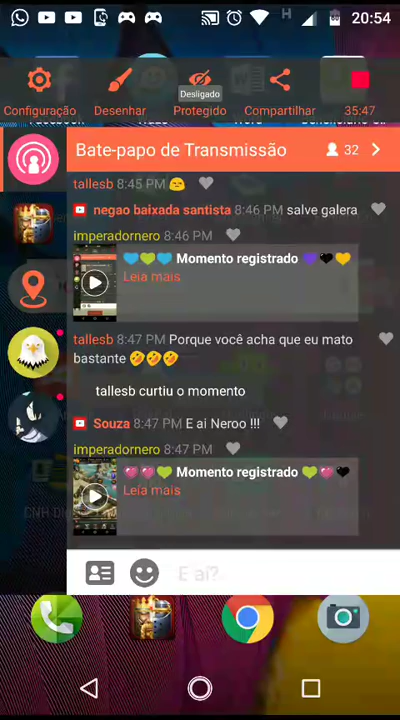 H
20:54
Desligado
Configuração Desenhar Protegido Compartilhar 35:47
Bate-papo de Transmissão 32
tallesb 8:45 PM
negao baixada santista 8:46 PM salve galera
imperadornero 8:46 PM
Momento registrado
Leia mais
tallesb 8:47 PM Porque você acha que eu mato
bastante
tallesb curtiu o momento
Souza 8:47 PM E ai Neroo !!!
imperadornero 8:47 PM
Momento registrado
Leia mais
E ai?